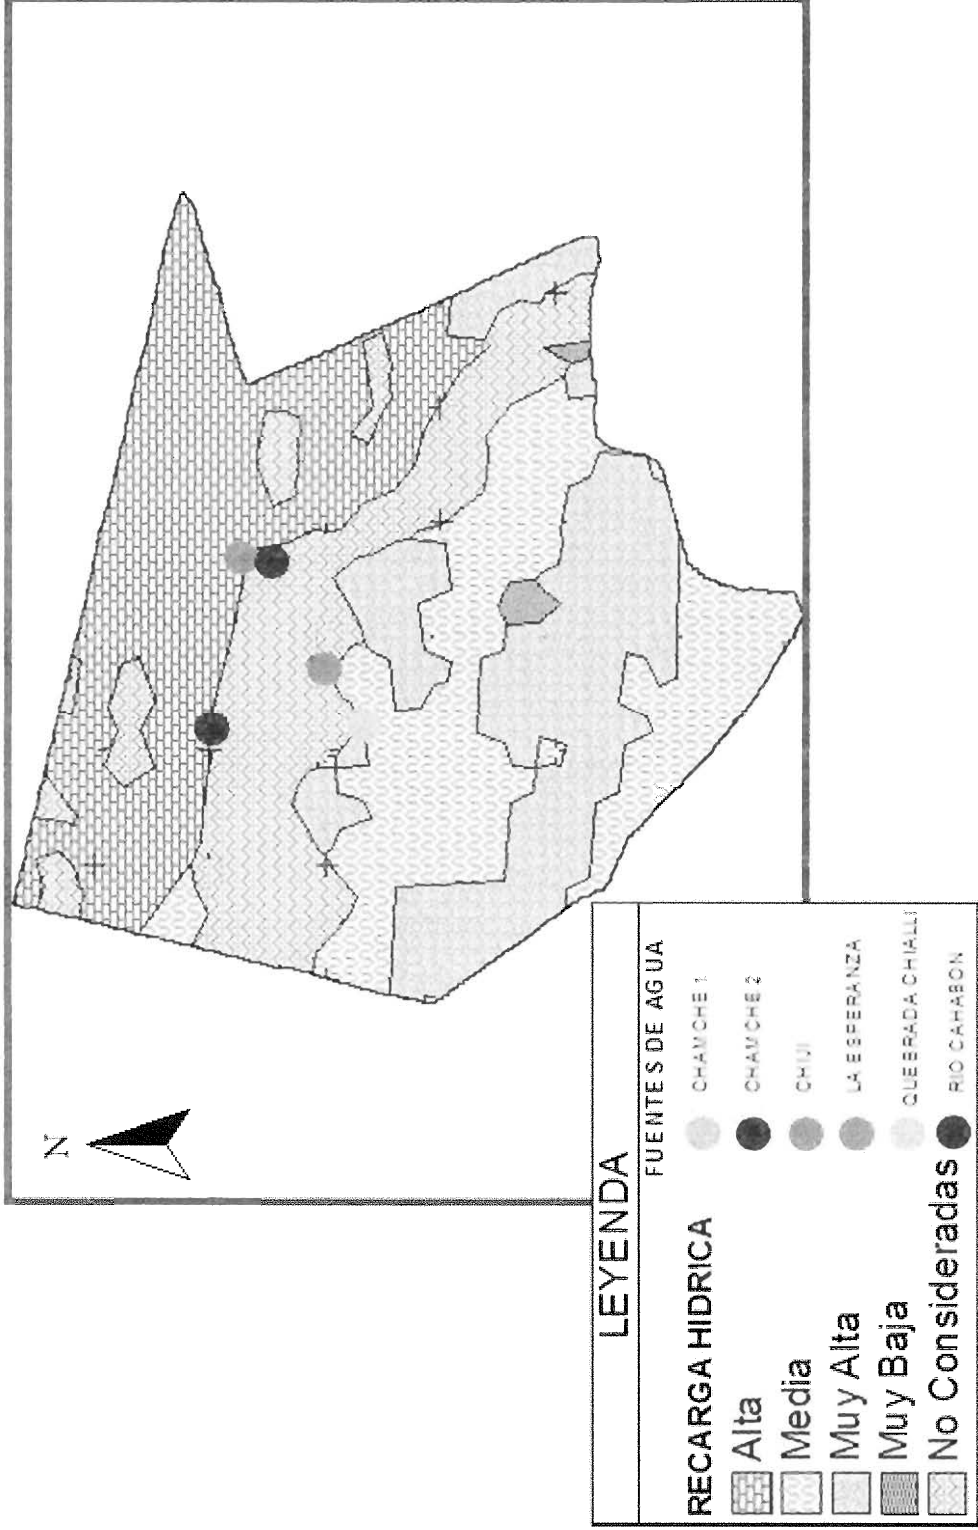 N
LEYENDA
RECARGA HIDRICA
Alta
Media
Muy Alta
Muy Baja
No Consideradas
FUENTES DE AGUA
CHAMCHE 1
CHAMCHE 2
CHIJI
LA ESPERANZA
QUEBRADA CHIALLI
RIO CAHABON